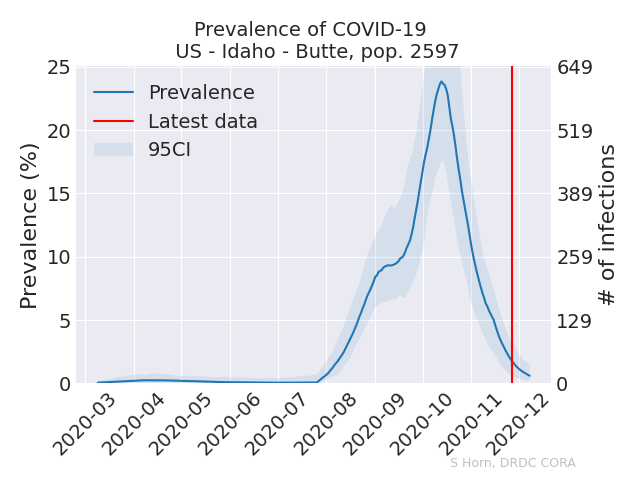 Prevalence of COVID-19
US - Idaho - Butte, pop. 2597
Prevalence (%)
25
20
15
10
5
0
Prevalence
Latest data
95CI
649
519
389
259
129
0
# of infections
2020-03
2020-04
2020-05
2020-06
2020-07
2020-08
2020-09
2020-10
2020-11
2020-12
S Horn, DRDC CORA